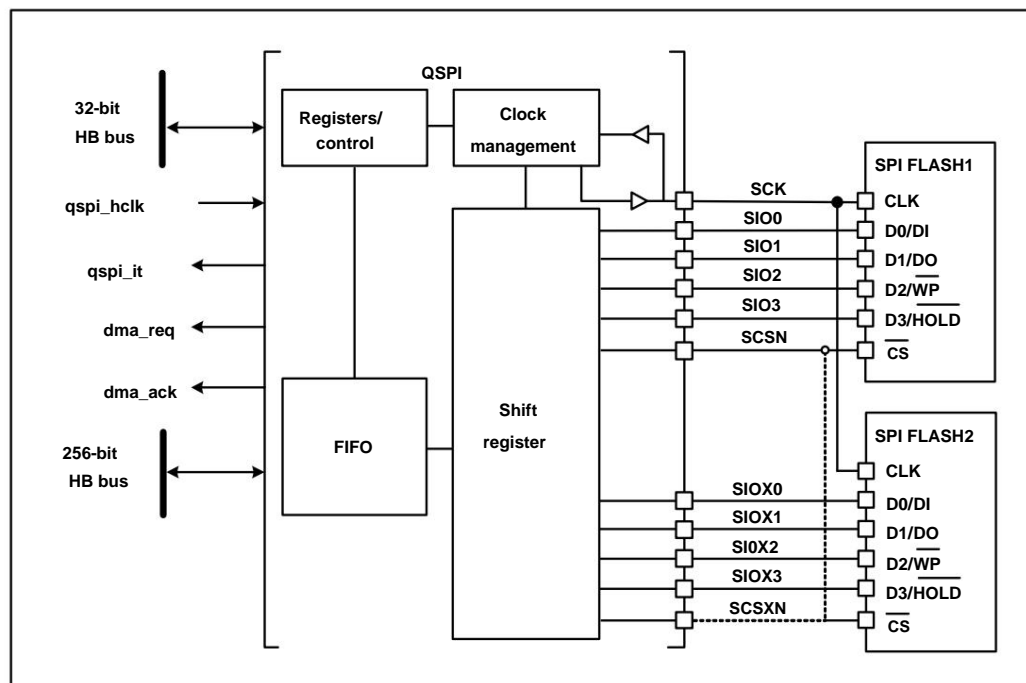 QSPI
32-bit
HB bus
qspi_hclk
qspi_it
dma_req
dma_ack
256-bit
HB bus
Registers/
control
Clock
management
FIFO
Shift
register
SCK
SIO0
SIO1
SIO2
SIO3
SCSN
SIOX0
SIOX1
SI0X2
SIOX3
SCSXN
SPI FLASH1
CLK
D0/DI
D1/DO
D2/WP
D3/HOLD
CS
SPI FLASH2
CLK
D0/DI
D1/DO
D2/WP
D3/HOLD
CS